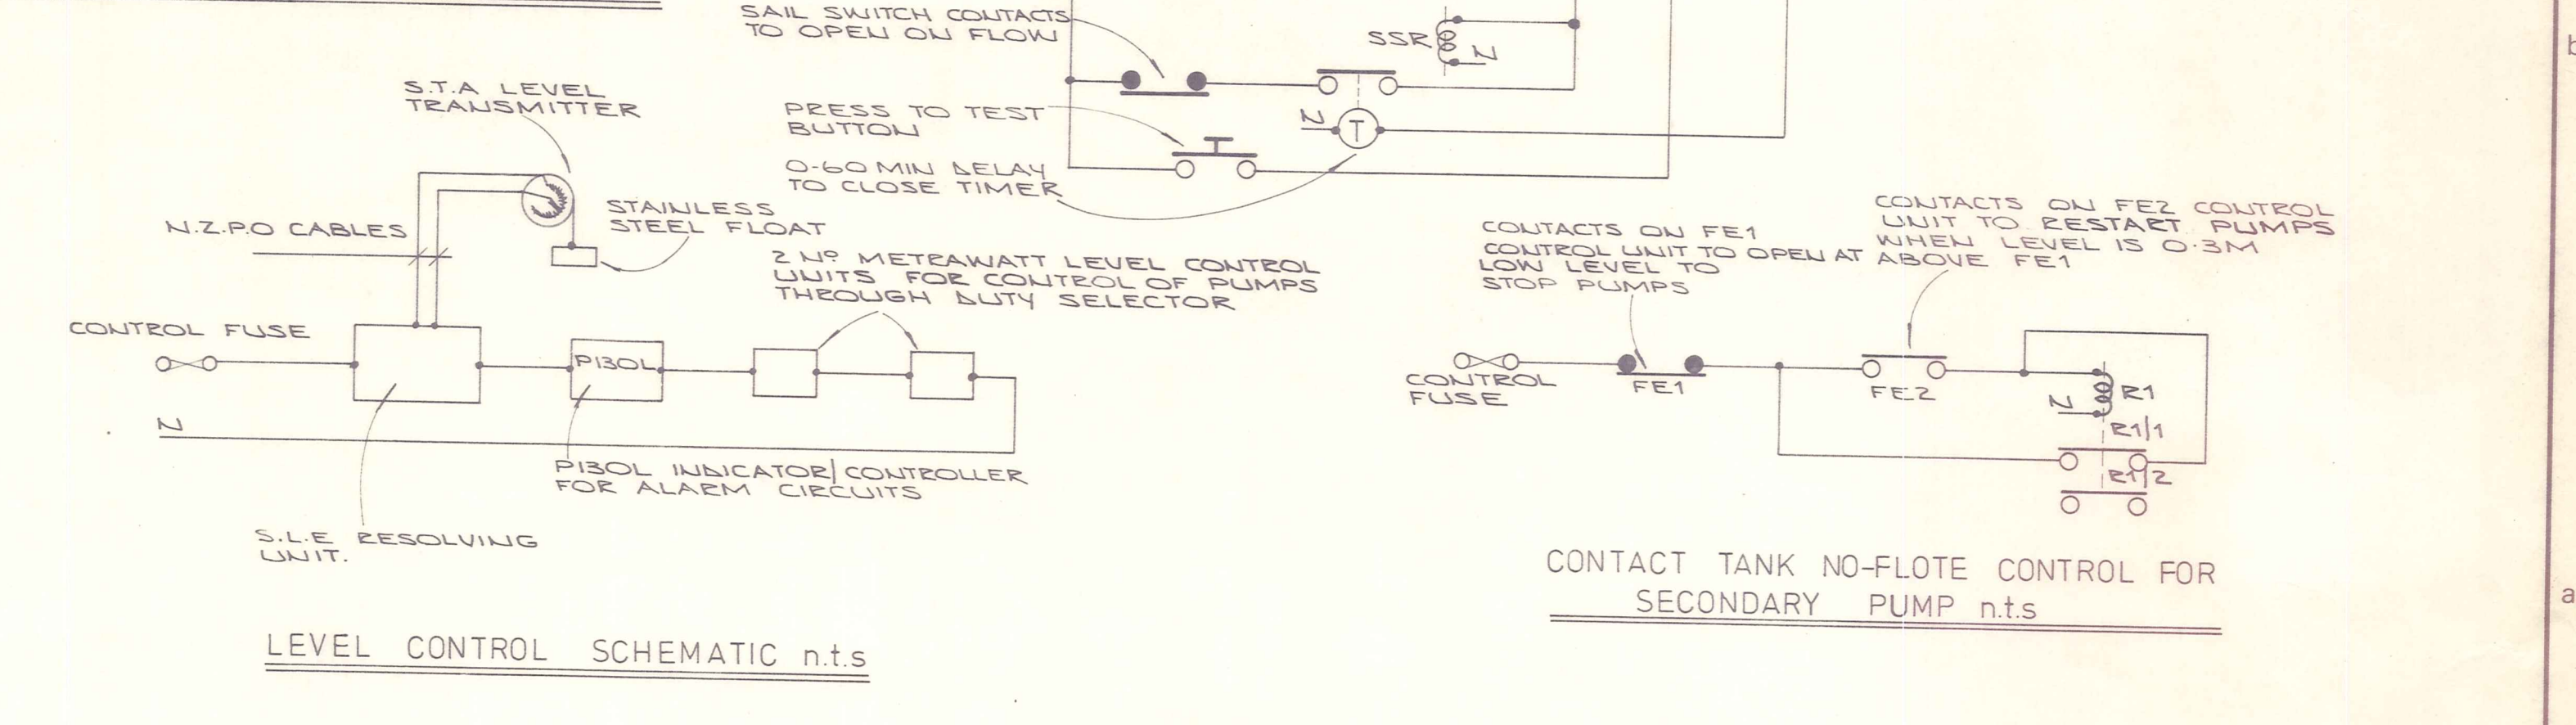 SAIL SWITCH CONTACTS
TO OPEN ON FLOW
SSR
N
b
S.T.A LEVEL
TRANSMITTER
PRESS TO TEST
BUTTON
N
T
0-60 MIN DELAY
TO CLOSE TIMER
N.Z.P.O CABLES
STAINLESS
STEEL FLOAT
2 Nº METRAWATT LEVEL CONTROL
UNITS FOR CONTROL OF PUMPS
THROUGH DUTY SELECTOR
CONTROL FUSE
P130L
N
P130L INDICATOR/CONTROLLER
FOR ALARM CIRCUITS
S.L.E RESOLVING
UNIT.
LEVEL CONTROL SCHEMATIC n.t.s
CONTACTS ON FE1
CONTROL UNIT TO OPEN AT
LOW LEVEL TO
STOP PUMPS
CONTACTS ON FE2 CONTROL
UNIT TO RESTART PUMPS
WHEN LEVEL IS 0·3M
ABOVE FE1
CONTROL
FUSE
FE1
FE2
N
R1
R1/1
R1/2
CONTACT TANK NO-FLOTE CONTROL FOR
SECONDARY PUMP n.t.s
a